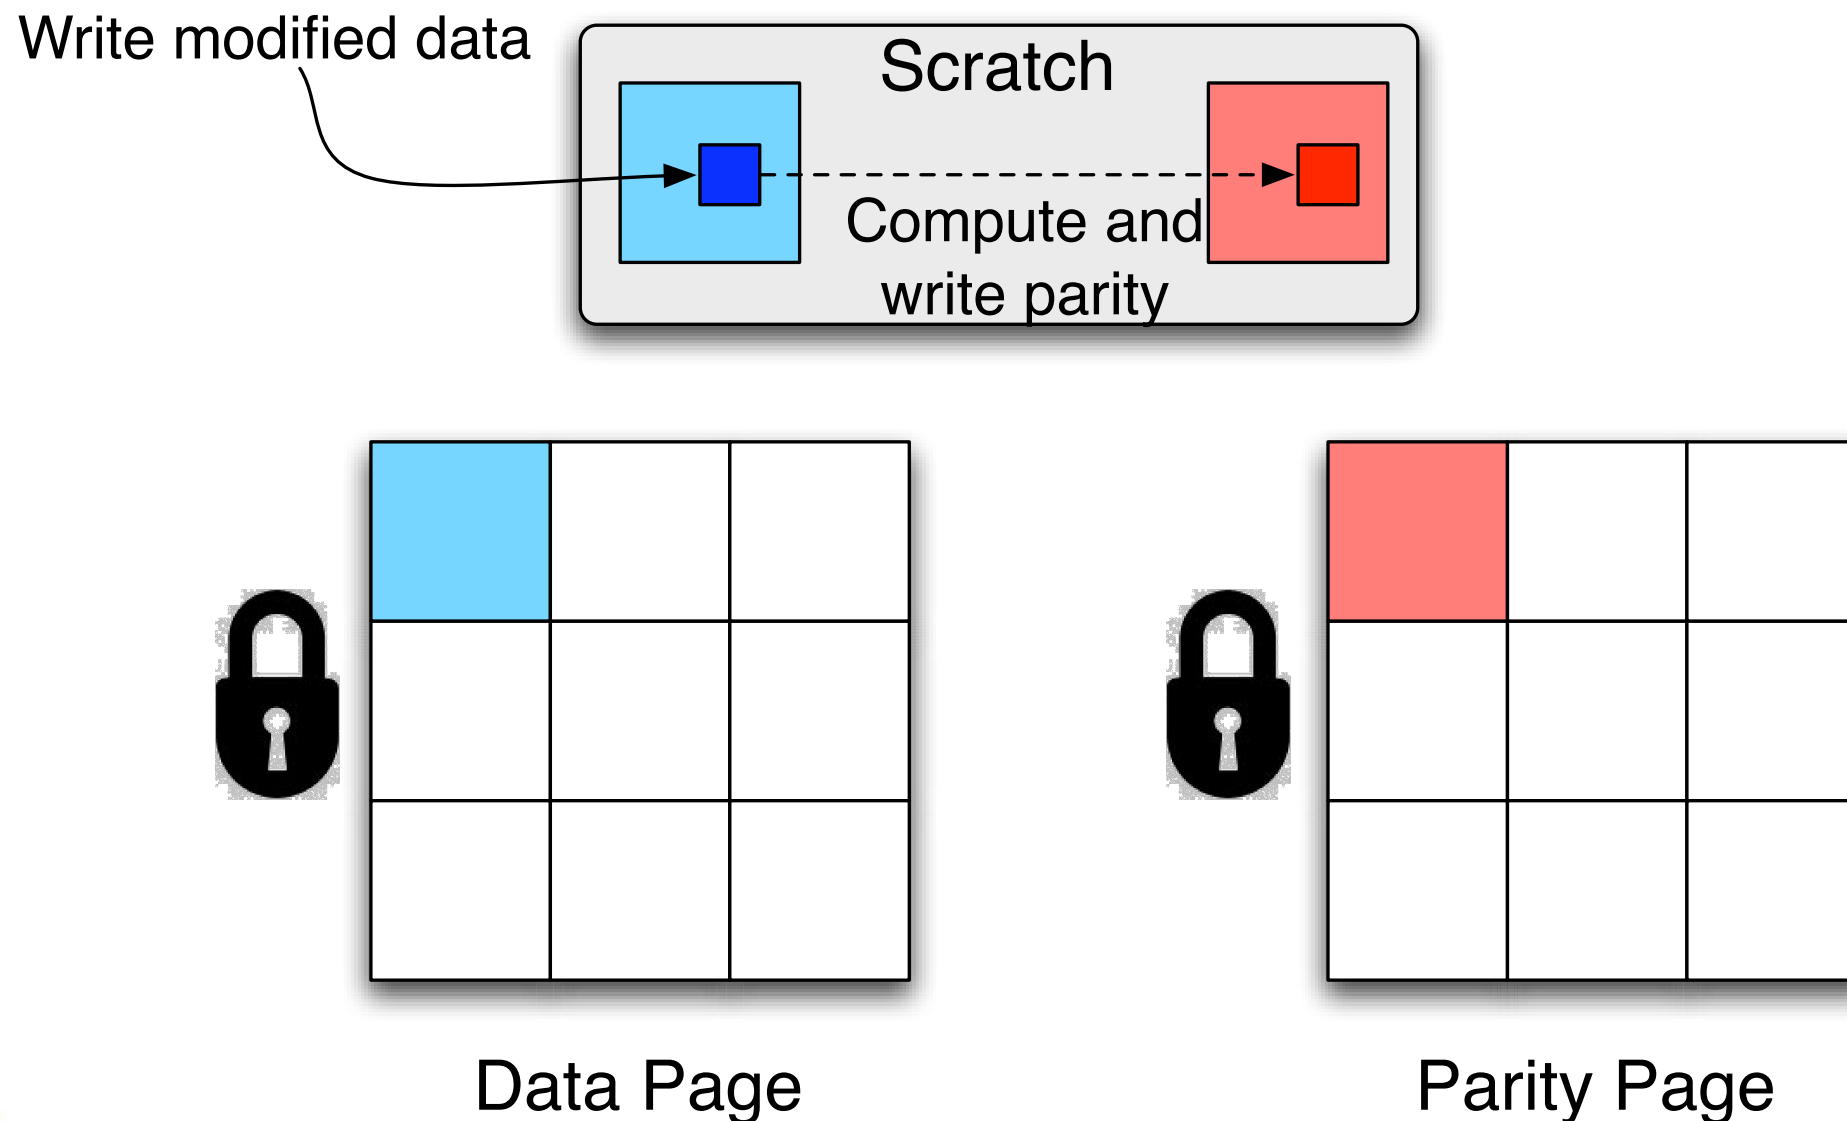 Write modified data
Scratch
Compute and
write parity
Data Page
Parity Page